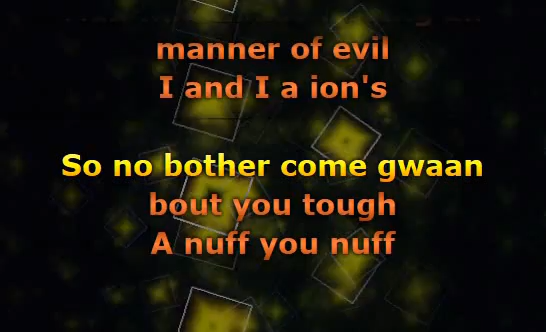 manner of evil
I and I a ion's
So no bother come gwaan
bout you tough
A nuff you nuff